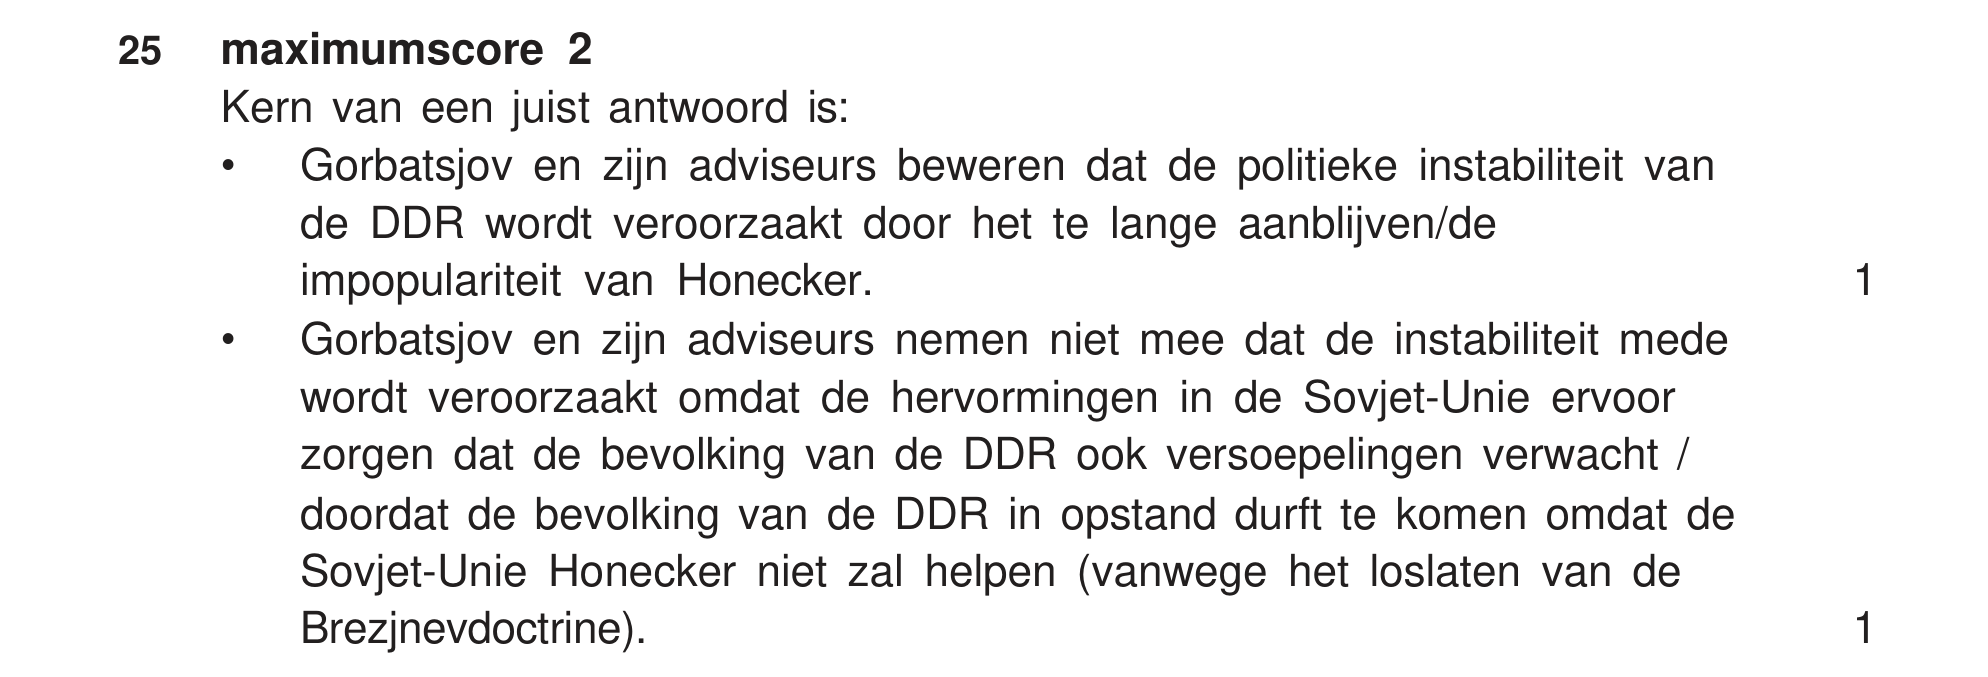 25 maximumscore 2
Kern van een juist antwoord is:
• Gorbatsjov en zijn adviseurs beweren dat de politieke instabiliteit van
de DDR wordt veroorzaakt door het te lange aanblijven/de
impopulariteit van Honecker. 1
• Gorbatsjov en zijn adviseurs nemen niet mee dat de instabiliteit mede
wordt veroorzaakt omdat de hervormingen in de Sovjet-Unie ervoor
zorgen dat de bevolking van de DDR ook versoepelingen verwacht /
doordat de bevolking van de DDR in opstand durft te komen omdat de
Sovjet-Unie Honecker niet zal helpen (vanwege het loslaten van de
Brezjnevdoctrine). 1